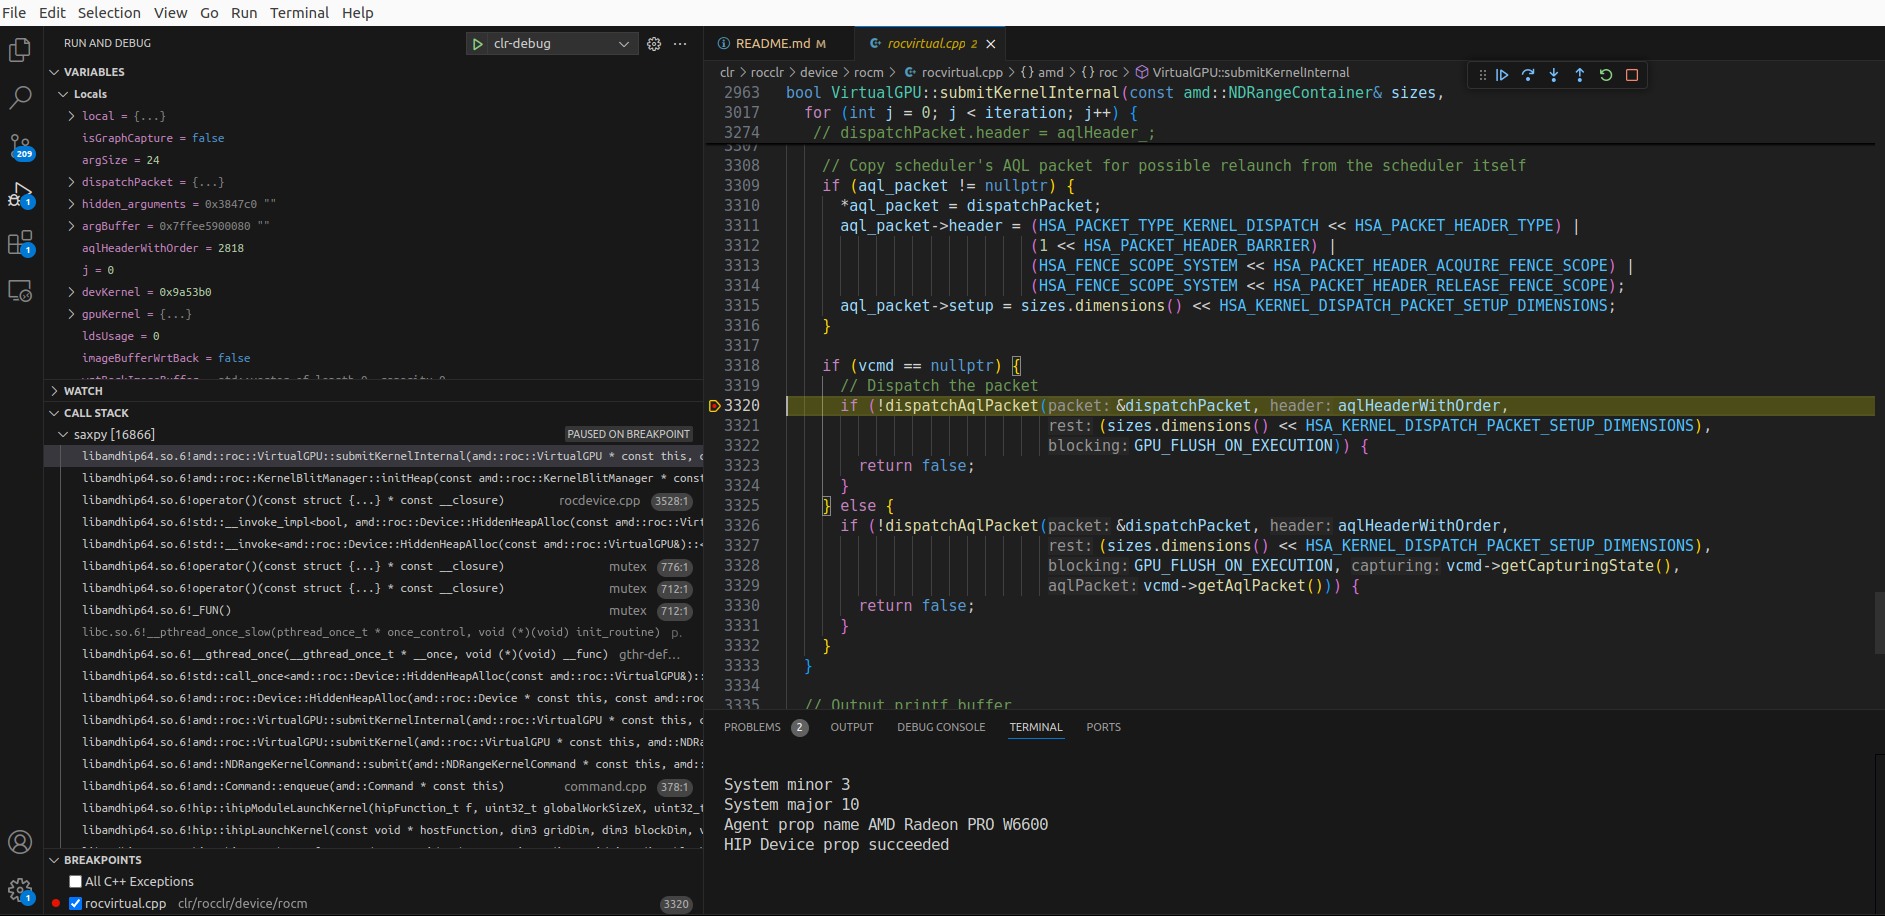 File Edit Selection View Go Run Terminal Help
RUN AND DEBUG clr-debug
VARIABLES
Locals
local = {...}
isGraphCapture = false
argSize = 24
dispatchPacket = {...}
hidden_arguments = 0x3847c0 ""
argBuffer = 0x7ffee5900080 ""
aqlHeaderWithOrder = 2818
j = 0
devKernel = 0x9a53b0
gpuKernel = {...}
ldsUsage = 0
imageBufferWrtBack = false
WATCH
CALL STACK
saxpy [16866] PAUSED ON BREAKPOINT
libamdhip64.so.6!amd::roc::VirtualGPU::submitKernelInternal(amd::roc::VirtualGPU * const this, c
libamdhip64.so.6!amd::roc::KernelBlitManager::initHeap(const amd::roc::KernelBlitManager * const
libamdhip64.so.6!operator()(const struct {...} * const __closure) rocdevice.cpp 3528:1
libamdhip64.so.6!std::__invoke_impl<bool, amd::roc::Device::HiddenHeapAlloc(const amd::roc::Virt
libamdhip64.so.6!std::__invoke<amd::roc::Device::HiddenHeapAlloc(const amd::roc::VirtualGPU&)::<
libamdhip64.so.6!operator()(const struct {...} * const __closure) mutex 776:1
libamdhip64.so.6!operator()(const struct {...} * const __closure) mutex 712:1
libamdhip64.so.6!_FUN() mutex 712:1
libc.so.6!__pthread_once_slow(pthread_once_t * once_control, void (*)(void) init_routine) p.
libamdhip64.so.6!__gthread_once(__gthread_once_t * __once, void (*)(void) __func) gthr-def...
libamdhip64.so.6!std::call_once<amd::roc::Device::HiddenHeapAlloc(const amd::roc::VirtualGPU&)::
libamdhip64.so.6!amd::roc::Device::HiddenHeapAlloc(amd::roc::Device * const this, const amd::roc
libamdhip64.so.6!amd::roc::VirtualGPU::submitKernelInternal(amd::roc::VirtualGPU * const this, c
libamdhip64.so.6!amd::roc::VirtualGPU::submitKernel(amd::roc::VirtualGPU * const this, amd::NDRa
libamdhip64.so.6!amd::NDRangeKernelCommand::submit(amd::NDRangeKernelCommand * const this, amd::
libamdhip64.so.6!amd::Command::enqueue(amd::Command * const this) command.cpp 378:1
libamdhip64.so.6!hip::ihipModuleLaunchKernel(hipFunction_t f, uint32_t globalWorkSizeX, uint32_t
libamdhip64.so.6!hip::ihipLaunchKernel(const void * hostFunction, dim3 gridDim, dim3 blockDim, v
BREAKPOINTS
All C++ Exceptions
rocvirtual.cpp clr/rocclr/device/rocm 3320
209
1
1
1
README.md M rocvirtual.cpp 2
clr > rocclr > device > rocm > rocvirtual.cpp > {} amd > {} roc > VirtualGPU::submitKernelInternal
2963 bool VirtualGPU::submitKernelInternal(const amd::NDRangeContainer& sizes,
3017 for (int j = 0; j < iteration; j++) {
3274 // dispatchPacket.header = aqlHeader_;
3307
3308 // Copy scheduler's AQL packet for possible relaunch from the scheduler itself
3309 if (aql_packet != nullptr) {
3310 *aql_packet = dispatchPacket;
3311 aql_packet->header = (HSA_PACKET_TYPE_KERNEL_DISPATCH << HSA_PACKET_HEADER_TYPE) |
3312 (1 << HSA_PACKET_HEADER_BARRIER) |
3313 (HSA_FENCE_SCOPE_SYSTEM << HSA_PACKET_HEADER_ACQUIRE_FENCE_SCOPE) |
3314 (HSA_FENCE_SCOPE_SYSTEM << HSA_PACKET_HEADER_RELEASE_FENCE_SCOPE);
3315 aql_packet->setup = sizes.dimensions() << HSA_KERNEL_DISPATCH_PACKET_SETUP_DIMENSIONS;
3316 }
3317
3318 if (vcmd == nullptr) {
3319 // Dispatch the packet
3320 if (!dispatchAqlPacket(packet: &dispatchPacket, header: aqlHeaderWithOrder,
3321 rest: (sizes.dimensions() << HSA_KERNEL_DISPATCH_PACKET_SETUP_DIMENSIONS),
3322 blocking: GPU_FLUSH_ON_EXECUTION)) {
3323 return false;
3324 }
3325 } else {
3326 if (!dispatchAqlPacket(packet: &dispatchPacket, header: aqlHeaderWithOrder,
3327 rest: (sizes.dimensions() << HSA_KERNEL_DISPATCH_PACKET_SETUP_DIMENSIONS),
3328 blocking: GPU_FLUSH_ON_EXECUTION, capturing: vcmd->getCapturingState(),
3329 aqlPacket: vcmd->getAqlPacket())) {
3330 return false;
3331 }
3332 }
3333 }
3334
3335 // Output printf buffer
PROBLEMS 2 OUTPUT DEBUG CONSOLE TERMINAL PORTS
System minor 3
System major 10
Agent prop name AMD Radeon PRO W6600
HIP Device prop succeeded